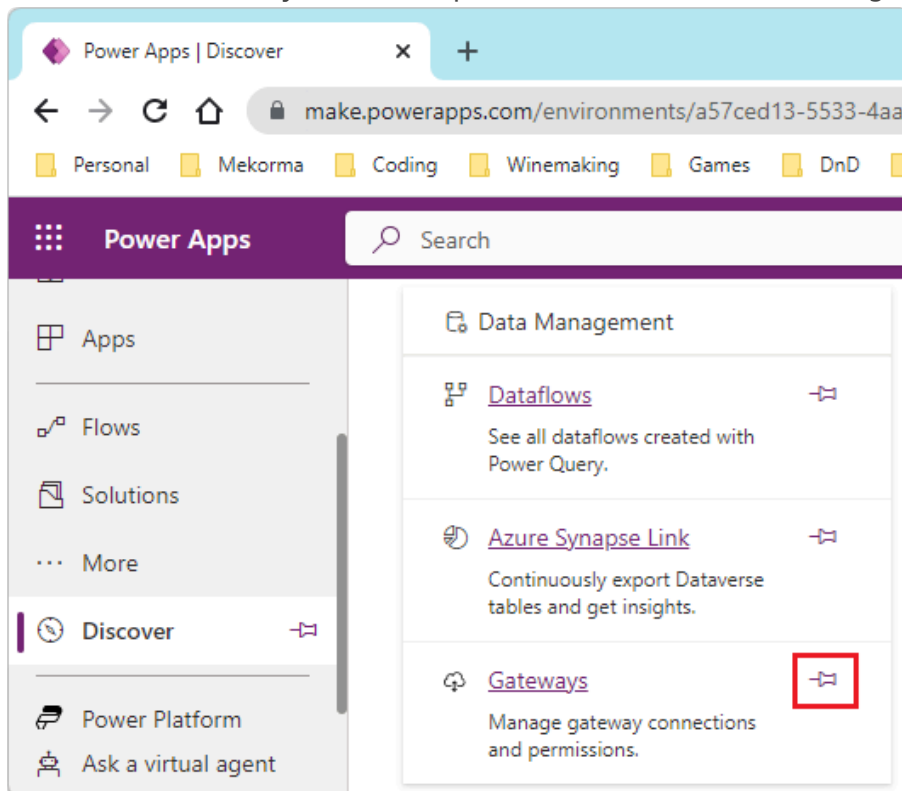 Power Apps | Discover
make.powerapps.com/environments/a57ced13-5533-4aa
Personal Mekorma Coding Winemaking Games DnD
Power Apps Search
Apps
Flows
Solutions
More
Discover
Power Platform
Ask a virtual agent
Data Management
Dataflows
See all dataflows created with
Power Query.
Azure Synapse Link
Continuously export Dataverse
tables and get insights.
Gateways
Manage gateway connections
and permissions.